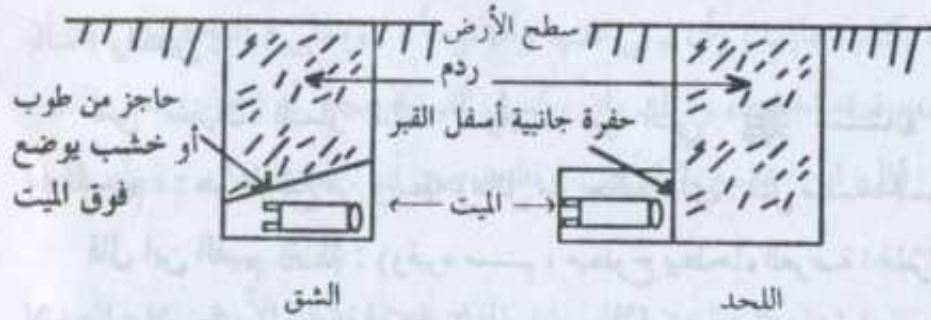 سطح الأرض
ردم
حاجز من طوب
أو خشب يوضع
فوق الميت
حفرة جانبية أسفل القبر
الميت
الشق
اللحد